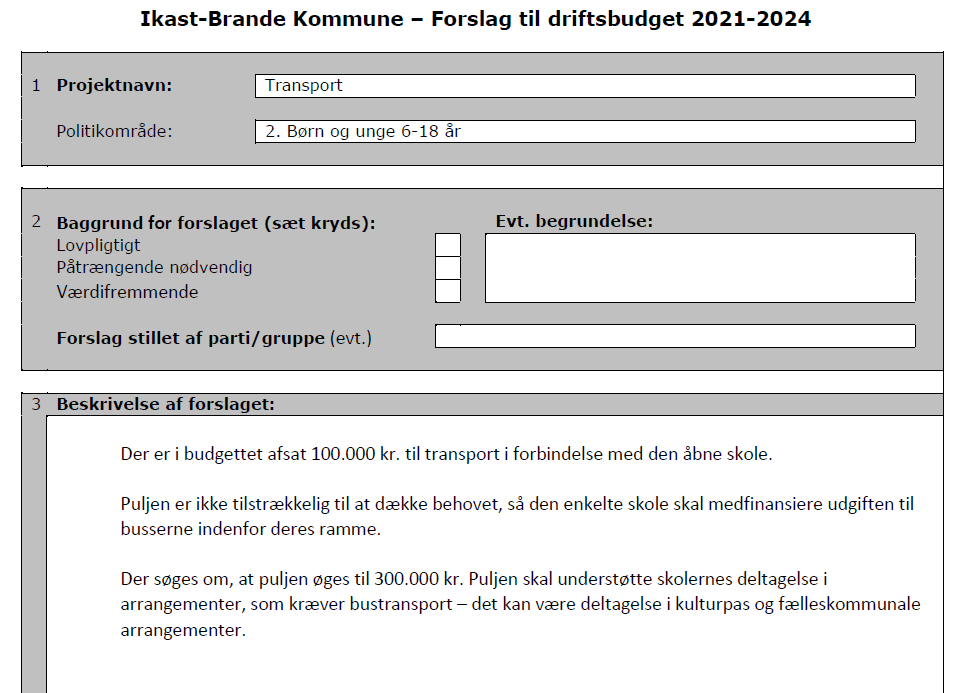 Ikast-Brande Kommune – Forslag til driftsbudget 2021-2024
1 Projektnavn: Transport
Politikområde: 2. Børn og unge 6-18 år
2 Baggrund for forslaget (sæt kryds): Evt. begrundelse:
Lovpligtigt
Påtrængende nødvendig
Værdifremmende
Forslag stillet af parti/gruppe (evt.)
3 Beskrivelse af forslaget:
Der er i budgettet afsat 100.000 kr. til transport i forbindelse med den åbne skole.
Puljen er ikke tilstrækkelig til at dække behovet, så den enkelte skole skal medfinansiere udgiften til
busserne indenfor deres ramme.
Der søges om, at puljen øges til 300.000 kr. Puljen skal understøtte skolernes deltagelse i
arrangementer, som kræver bustransport – det kan være deltagelse i kulturpas og fælleskommunale
arrangementer.